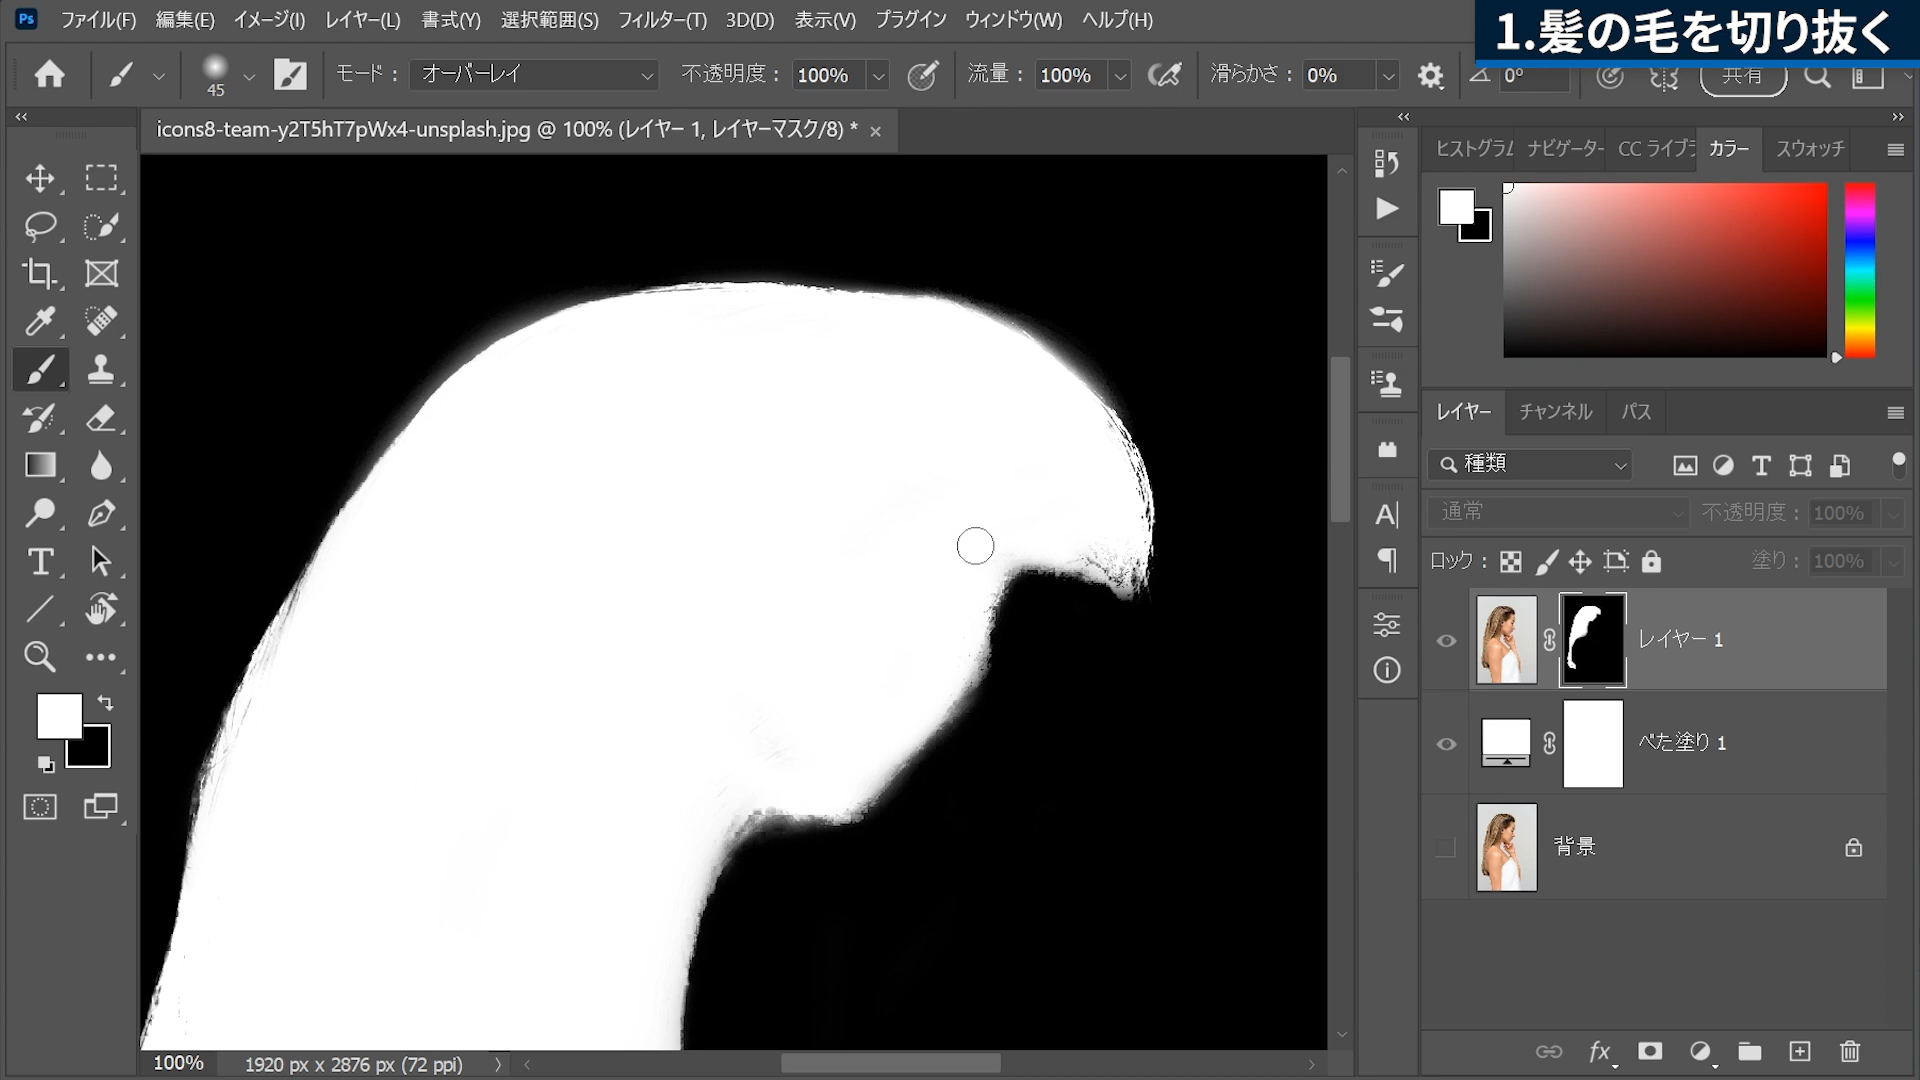 Ps ファイル(F) 編集(E) イメージ(I) レイヤー(L) 書式(Y) 選択範囲(S) フィルター(T) 3D(D) 表示(V) プラグイン ウィンドウ(W) ヘルプ(H)
1.髪の毛を切り抜く
45 モード： オーバーレイ 不透明度： 100% 流量： 100% 滑らかさ： 0% 0° 共有
icons8-team-y2T5hT7pWx4-unsplash.jpg @ 100% (レイヤー 1, レイヤーマスク/8) * ×
ヒストグラム ナビゲーター CC ライブラ カラー スウォッチ
レイヤー チャンネル パス
種類
通常 不透明度： 100%
ロック： 塗り： 100%
レイヤー 1
べた塗り 1
背景
fx
100% 1920 px x 2876 px (72 ppi)